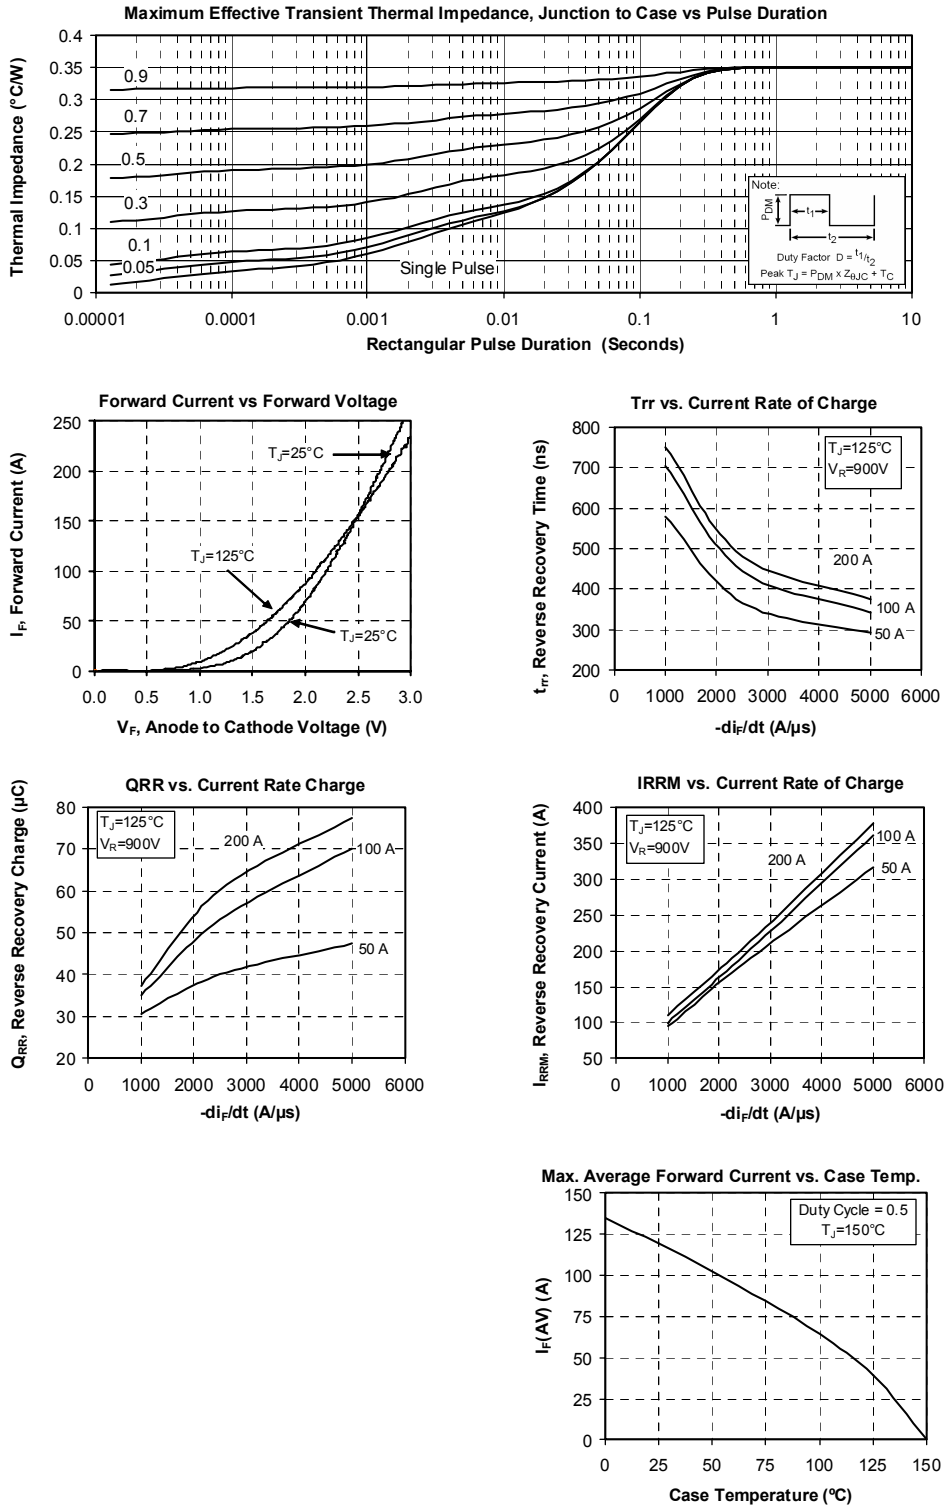 Maximum Effective Transient Thermal Impedance, Junction to Case vs Pulse Duration
Thermal Impedance (°C/W)
0.4
0.35
0.3
0.25
0.2
0.15
0.1
0.05
0
0.9
0.7
0.5
0.3
0.1
0.05
Single Pulse
Note:
PDM
t1
t2
Duty Factor D = t1/t2
Peak TJ = PDM x ZθJC + TC
0.00001 0.0001 0.001 0.01 0.1 1 10
Rectangular Pulse Duration (Seconds)
Forward Current vs Forward Voltage
IF, Forward Current (A)
250
200
150
100
50
0
TJ=25°C
TJ=125°C
TJ=25°C
0.0 0.5 1.0 1.5 2.0 2.5 3.0
VF, Anode to Cathode Voltage (V)
Trr vs. Current Rate of Charge
trr, Reverse Recovery Time (ns)
800
700
600
500
400
300
200
TJ=125°C
VR=900V
200 A
100 A
50 A
0 1000 2000 3000 4000 5000 6000
-diF/dt (A/µs)
QRR vs. Current Rate Charge
QRR, Reverse Recovery Charge (µC)
80
70
60
50
40
30
20
TJ=125°C
VR=900V
200 A
100 A
50 A
0 1000 2000 3000 4000 5000 6000
-diF/dt (A/µs)
IRRM vs. Current Rate of Charge
IRRM, Reverse Recovery Current (A)
400
350
300
250
200
150
100
50
TJ=125°C
VR=900V
200 A
100 A
50 A
0 1000 2000 3000 4000 5000 6000
-diF/dt (A/µs)
Max. Average Forward Current vs. Case Temp.
IF(AV) (A)
150
125
100
75
50
25
0
Duty Cycle = 0.5
TJ=150°C
0 25 50 75 100 125 150
Case Temperature (ºC)